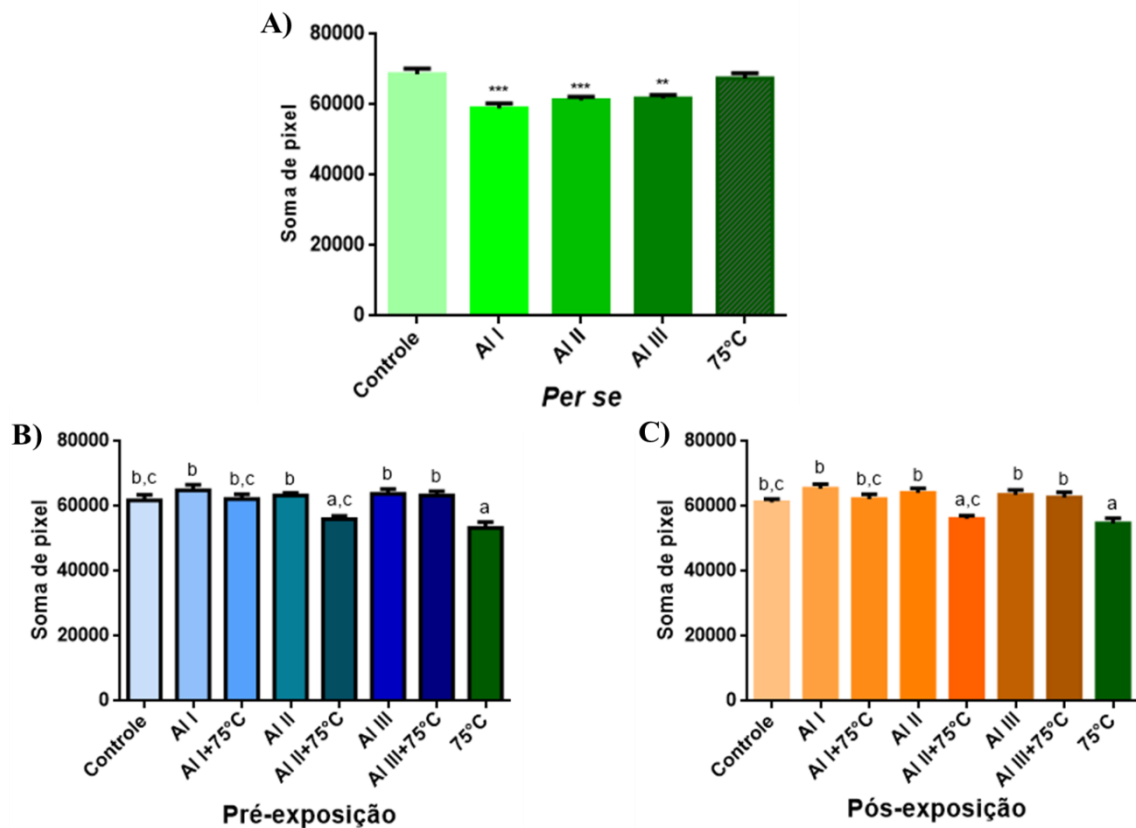 A)
Soma de pixel
80000
60000
40000
20000
0
***
***
**
Controle
Al I
Al II
Al III
75°C
Per se
B)
Soma de pixel
80000
60000
40000
20000
0
b,c
b
b,c
b
a,c
b
b
a
Controle
Al I
Al I+75°C
Al II
Al II+75°C
Al III
Al III+75°C
75°C
Pré-exposição
C)
Soma de pixel
80000
60000
40000
20000
0
b,c
b
b,c
b
a,c
b
b
a
Controle
Al I
Al I+75°C
Al II
Al II+75°C
Al III
Al III+75°C
75°C
Pós-exposição